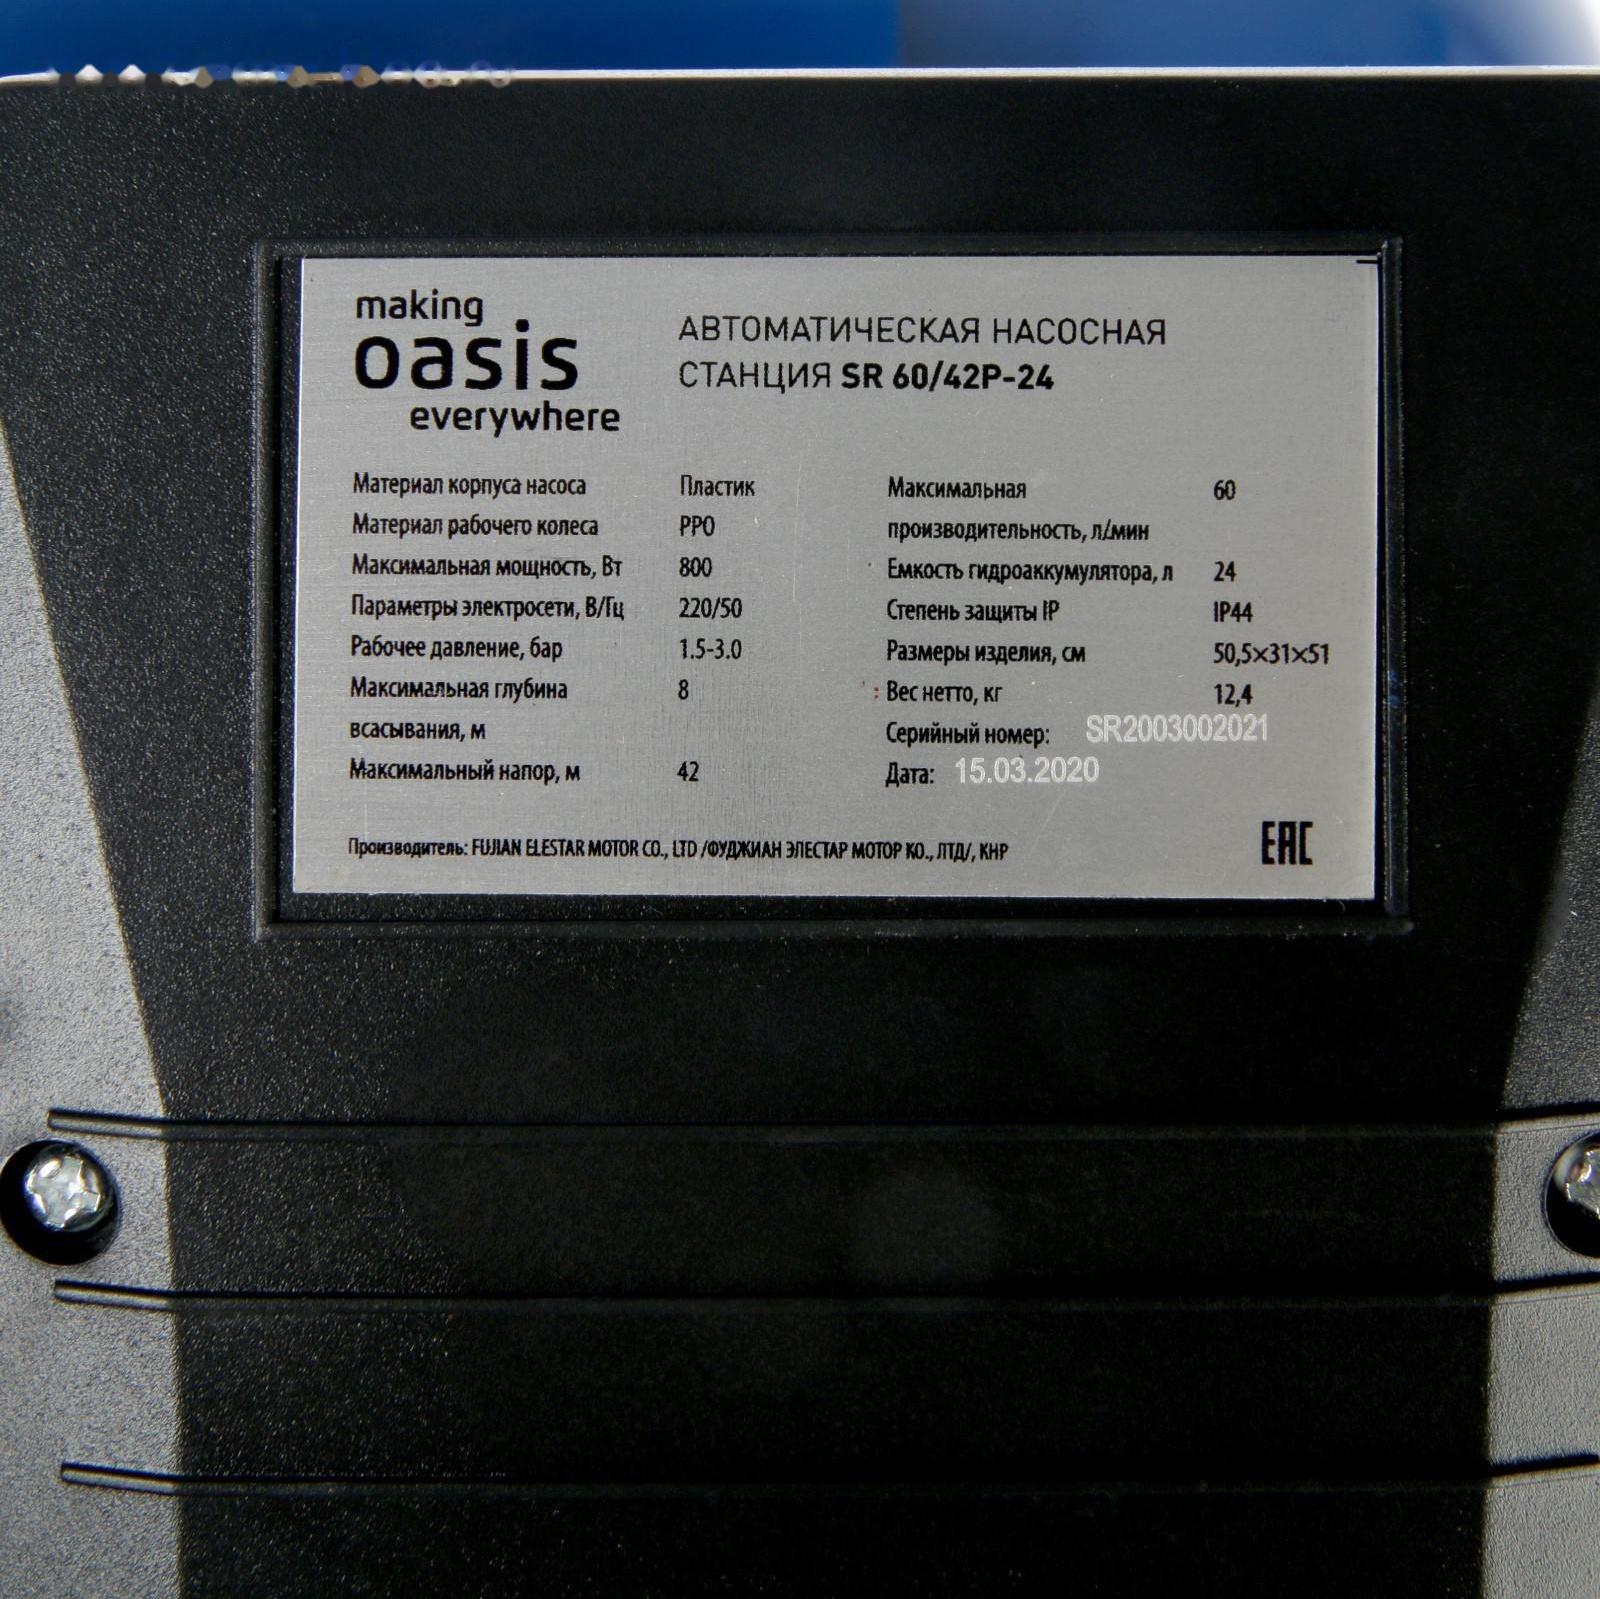 making
oasis
everywhere
АВТОМАТИЧЕСКАЯ НАСОСНАЯ
СТАНЦИЯ SR 60/42P-24
Материал корпуса насоса Пластик
Материал рабочего колеса PPO
Максимальная мощность, Вт 800
Параметры электросети, В/Гц 220/50
Рабочее давление, бар 1.5-3.0
Максимальная глубина 8
всасывания, м
Максимальный напор, м 42
Максимальная 60
производительность, л/мин
Емкость гидроаккумулятора, л 24
Степень защиты IP IP44
Размеры изделия, см 50,5×31×51
Вес нетто, кг 12,4
Серийный номер: SR2003002021
Дата: 15.03.2020
Производитель: FUJIAN ELESTAR MOTOR CO., LTD /ФУДЖИАН ЭЛЕСТАР МОТОР КО., ЛТД/, КНР
EAC